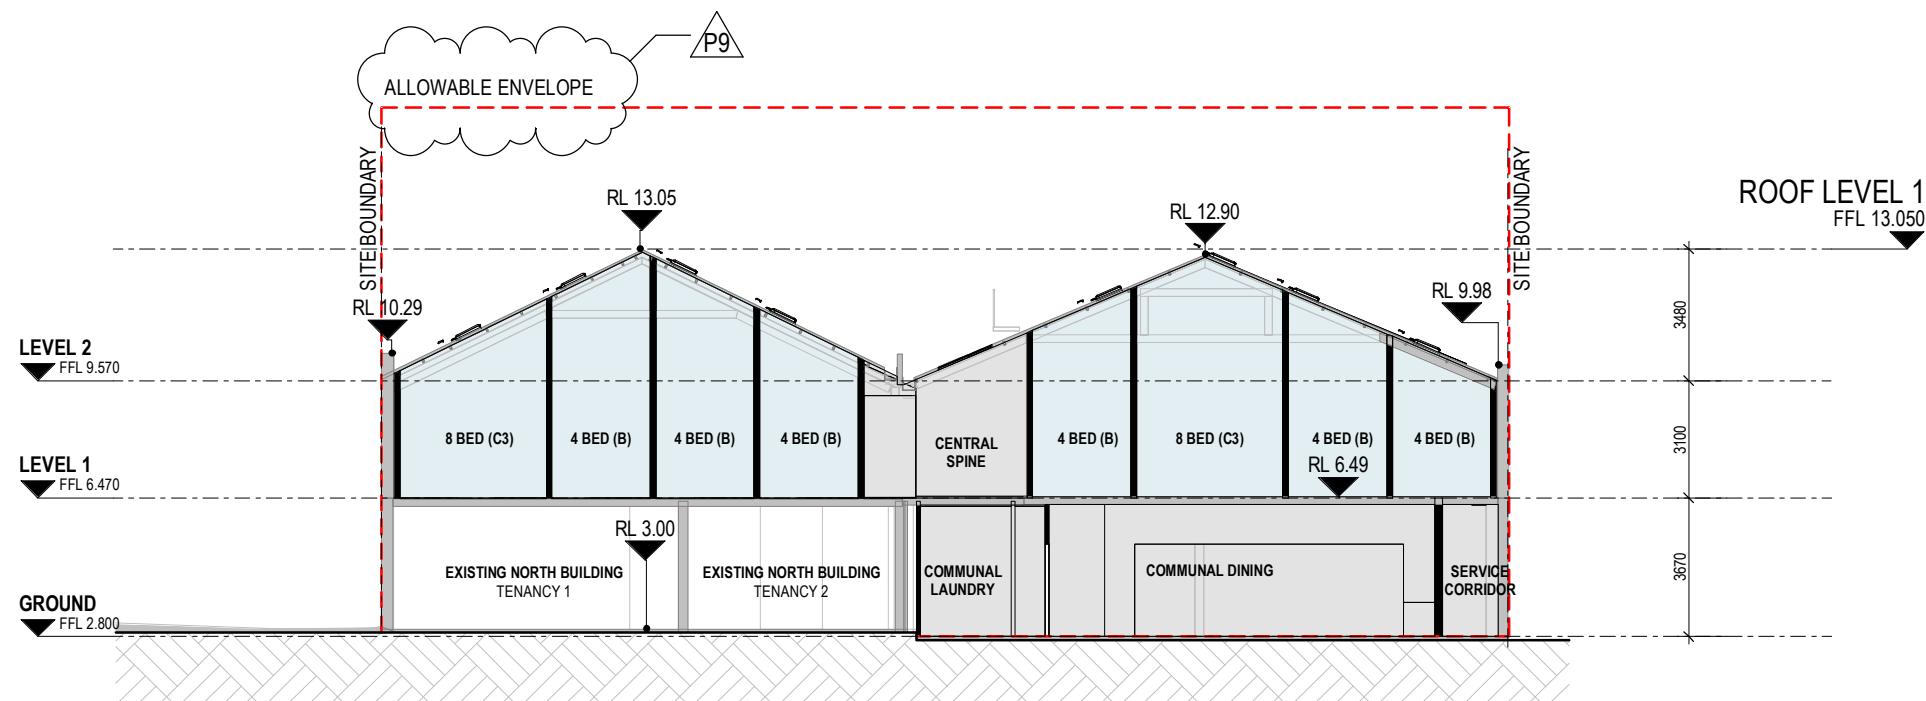 P9
ALLOWABLE ENVELOPE
SITE BOUNDARY
SITE BOUNDARY
ROOF LEVEL 1
FFL 13.050
RL 13.05
RL 12.90
RL 10.29
RL 9.98
LEVEL 2
FFL 9.570
3480
8 BED (C3)
4 BED (B)
4 BED (B)
4 BED (B)
CENTRAL
SPINE
4 BED (B)
8 BED (C3)
4 BED (B)
4 BED (B)
3100
RL 6.49
LEVEL 1
FFL 6.470
RL 3.00
EXISTING NORTH BUILDING
TENANCY 1
EXISTING NORTH BUILDING
TENANCY 2
COMMUNAL
LAUNDRY
COMMUNAL DINING
SERVICE
CORRIDOR
3670
GROUND
FFL 2.800